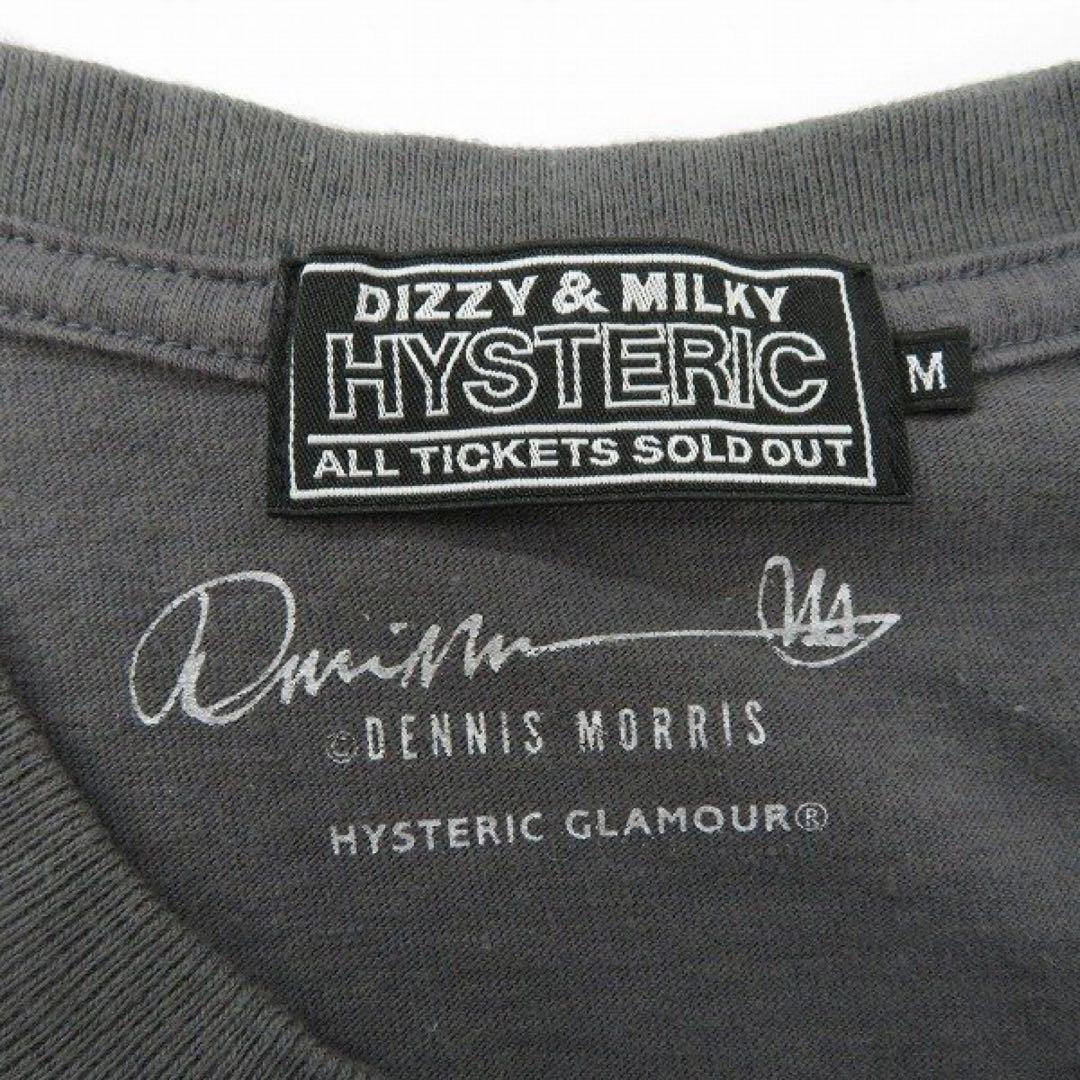 DIZZY & MILKY
HYSTERIC
ALL TICKETS SOLD OUT
M
©DENNIS MORRIS
HYSTERIC GLAMOUR®